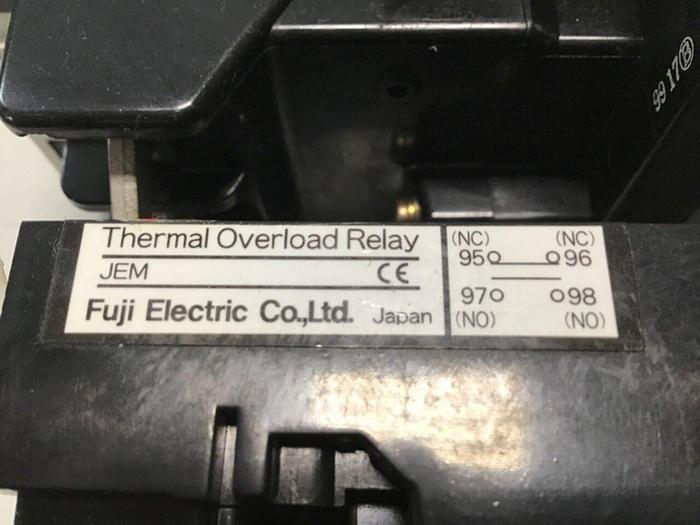 99 17 B
Thermal Overload Relay
JEM CE
Fuji Electric Co.,Ltd. Japan
(NC) (NC)
95 96
97 98
(NO) (NO)